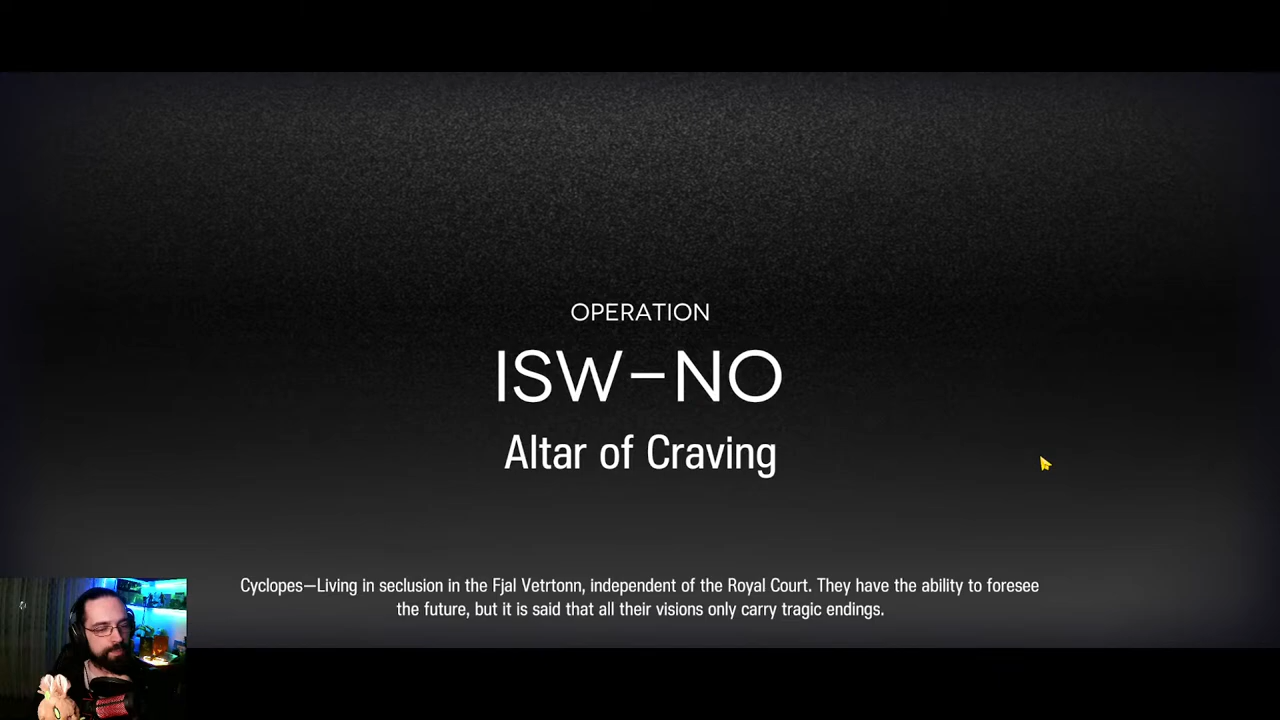 OPERATION
ISW-NO
Altar of Craving
Cyclopes—Living in seclusion in the Fjal Vetrtonn, independent of the Royal Court. They have the ability to foresee
the future, but it is said that all their visions only carry tragic endings.